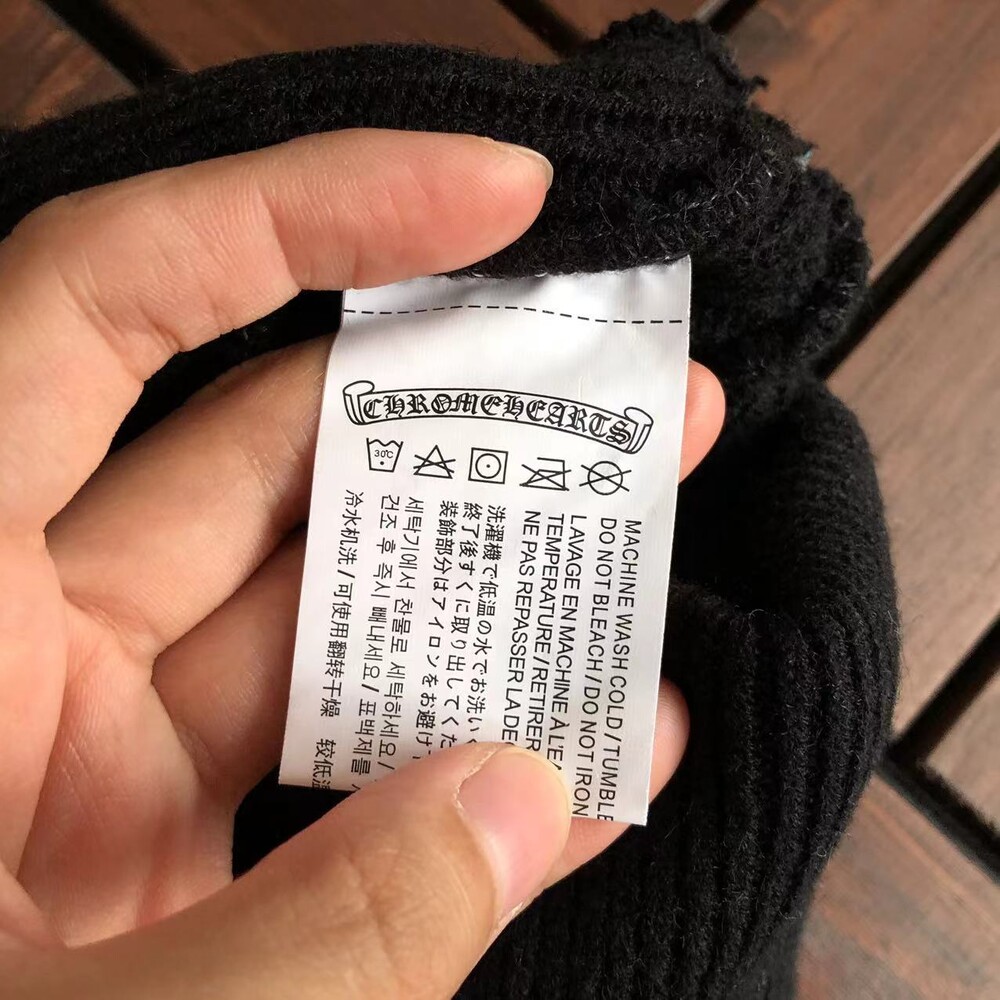 CHROMEHEARTS
30℃
MACHINE WASH COLD / TUMBLE
DO NOT BLEACH / DO NOT IRON
LAVAGE EN MACHINE À L'EA
TEMPERATURE / RETIRER
NE PAS REPASSER LA DE
洗濯機で低温の水でお洗い
終了後すぐに取り出してくだ
装飾部分はアイロンをお避け
세탁기에서 찬물로 세탁하세요 /
건조 후 즉시 빼내세요 / 표백제를
冷水机洗 / 可使用翻转干燥 较低